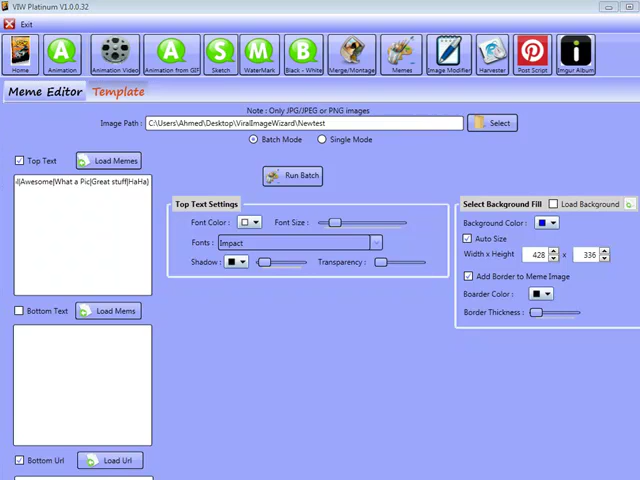 VIW Platinum V1.0.0.32
Exit
Home
Animation
Animation Video
Animation from GIF
Sketch
WaterMark
Black - White
Merge/Montage
Memes
Image Modifier
Harvester
Post Script
Imgur Album
Meme Editor Template
Note : Only JPG/JPEG or PNG images
Image Path : C:\Users\Ahmed\Desktop\ViralImageWizard\Newtest Select
Batch Mode Single Mode
Top Text Load Memes
Run Batch
l|Awesome|What a Pic|Great stuff|HaHa}
Top Text Settings
Font Color : Font Size :
Fonts : Impact
Shadow : Transparency :
Select Background Fill Load Background
Background Color :
Auto Size
Width x Height 428 x 336
Add Border to Meme Image
Boarder Color :
Border Thickness :
Bottom Text Load Mems
Bottom Url Load Url